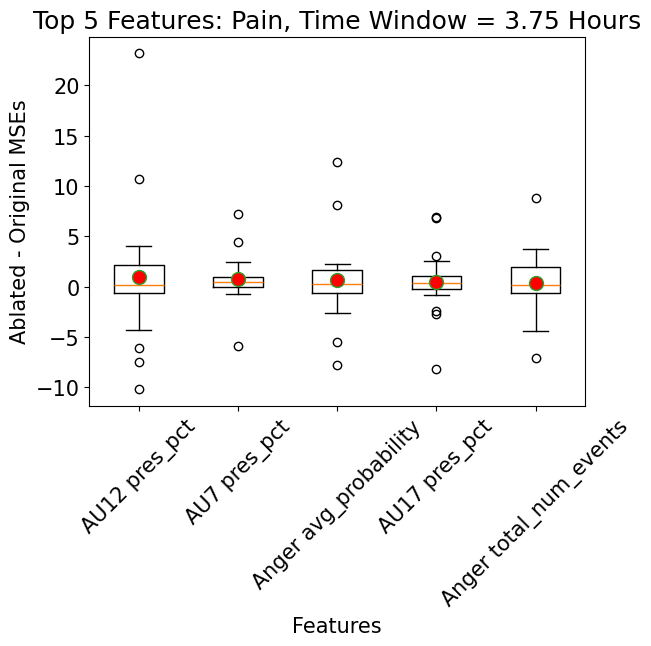 Top 5 Features: Pain, Time Window = 3.75 Hours
Ablated - Original MSEs
20
15
10
5
0
−5
−10
AU12 pres_pct
AU7 pres_pct
Anger avg_probability
AU17 pres_pct
Anger total_num_events
Features